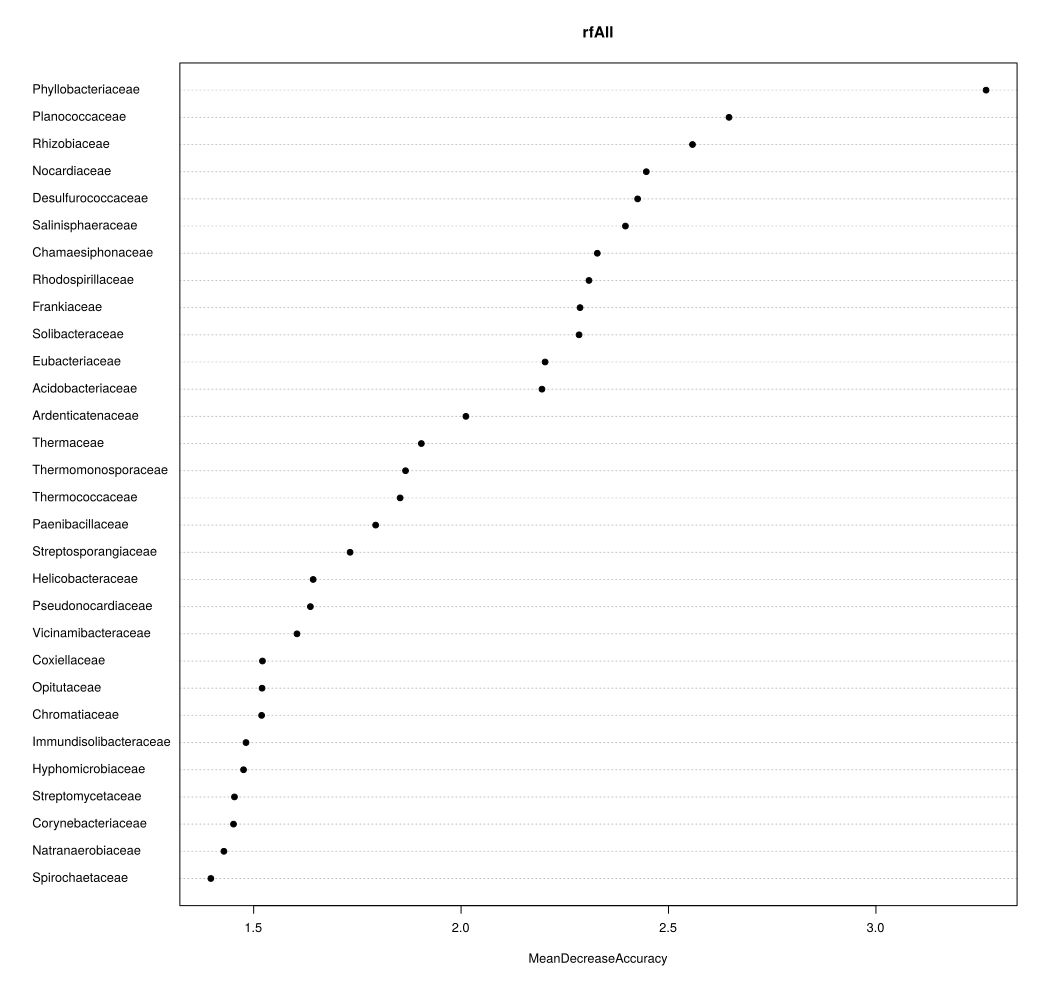 rfAll
Phyllobacteriaceae
Planococcaceae
Rhizobiaceae
Nocardiaceae
Desulfurococcaceae
Salinisphaeraceae
Chamaesiphonaceae
Rhodospirillaceae
Frankiaceae
Solibacteraceae
Eubacteriaceae
Acidobacteriaceae
Ardenticatenaceae
Thermaceae
Thermomonosporaceae
Thermococcaceae
Paenibacillaceae
Streptosporangiaceae
Helicobacteraceae
Pseudonocardiaceae
Vicinamibacteraceae
Coxiellaceae
Opitutaceae
Chromatiaceae
Immundisolibacteraceae
Hyphomicrobiaceae
Streptomycetaceae
Corynebacteriaceae
Natranaerobiaceae
Spirochaetaceae
1.5 2.0 2.5 3.0
MeanDecreaseAccuracy